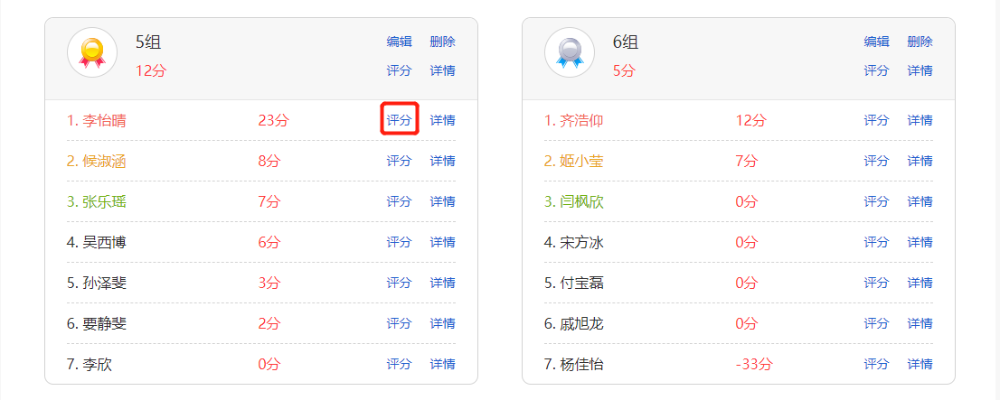 5组 编辑 删除
12分 评分 详情
1. 李怡晴 23分 评分 详情
2. 候淑涵 8分 评分 详情
3. 张乐瑶 7分 评分 详情
4. 吴西博 6分 评分 详情
5. 孙泽斐 3分 评分 详情
6. 要静斐 2分 评分 详情
7. 李欣 0分 评分 详情
6组 编辑 删除
5分 评分 详情
1. 齐浩仰 12分 评分 详情
2. 姬小莹 7分 评分 详情
3. 闫枫欣 0分 评分 详情
4. 宋方冰 0分 评分 详情
5. 付宝磊 0分 评分 详情
6. 戚旭龙 0分 评分 详情
7. 杨佳怡 -33分 评分 详情